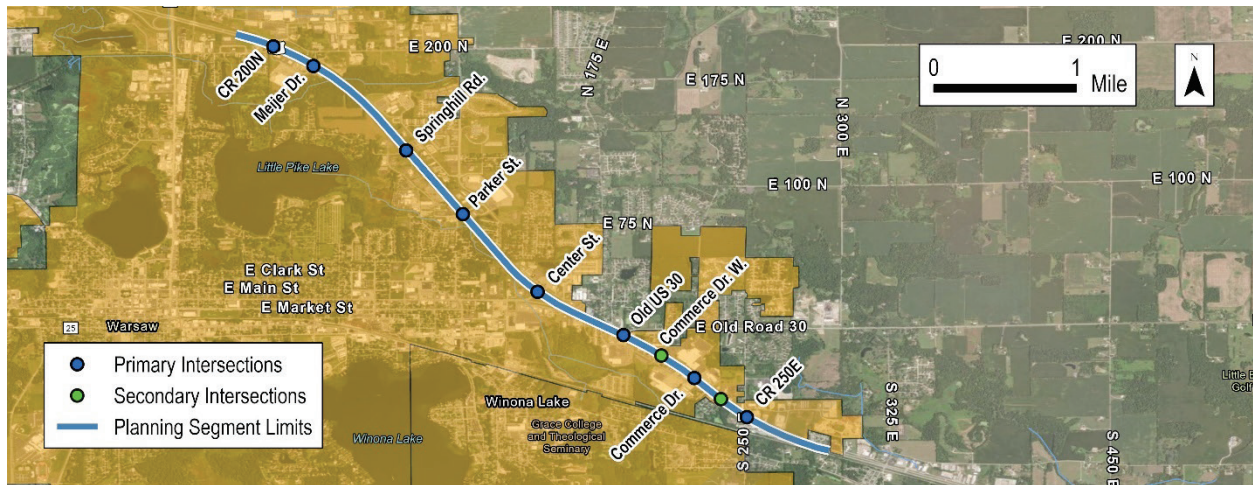 E 200 N
CR 200N
Meijer Dr.
Springhill Rd.
Parker St.
Center St.
Old US 30
Commerce Dr. W.
Commerce Dr.
CR 250E
N 175 E
E 175 N
E 200 N
N 300 E
E 100 N
E 100 N
E 75 N
Little Pike Lake
E Clark St
E Main St
E Market St
25
Warsaw
E Old Road 30
Winona Lake
Grace College
and Theological
Seminary
Winona Lake
S 250 E
S 325 E
S 450 E
Golf
0 1
Mile
N
Primary Intersections
Secondary Intersections
Planning Segment Limits